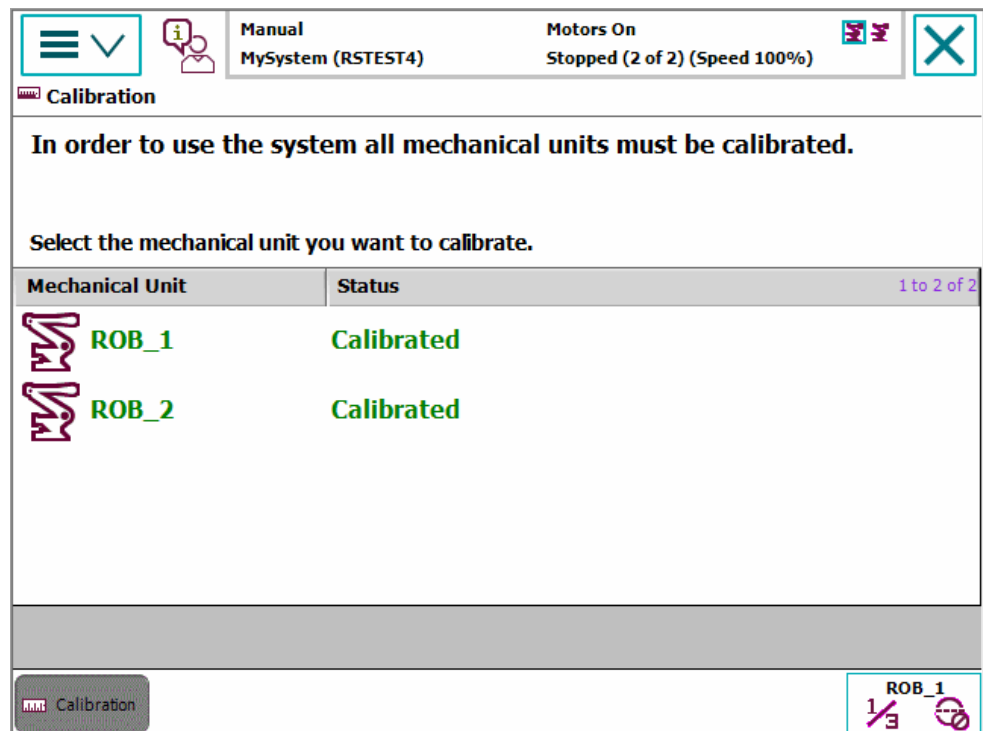 Manual
Motors On
MySystem (RSTEST4)
Stopped (2 of 2) (Speed 100%)
Calibration
In order to use the system all mechanical units must be calibrated.
Select the mechanical unit you want to calibrate.
Mechanical Unit Status 1 to 2 of 2
ROB_1 Calibrated
ROB_2 Calibrated
Calibration
ROB_1
1/3